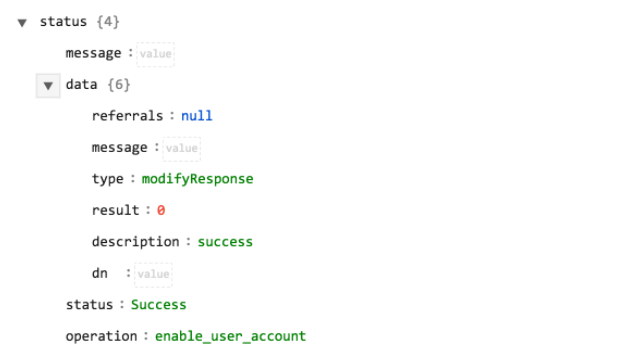 status {4}
message : value
data {6}
referrals : null
message : value
type : modifyResponse
result : 0
description : success
dn : value
status : Success
operation : enable_user_account